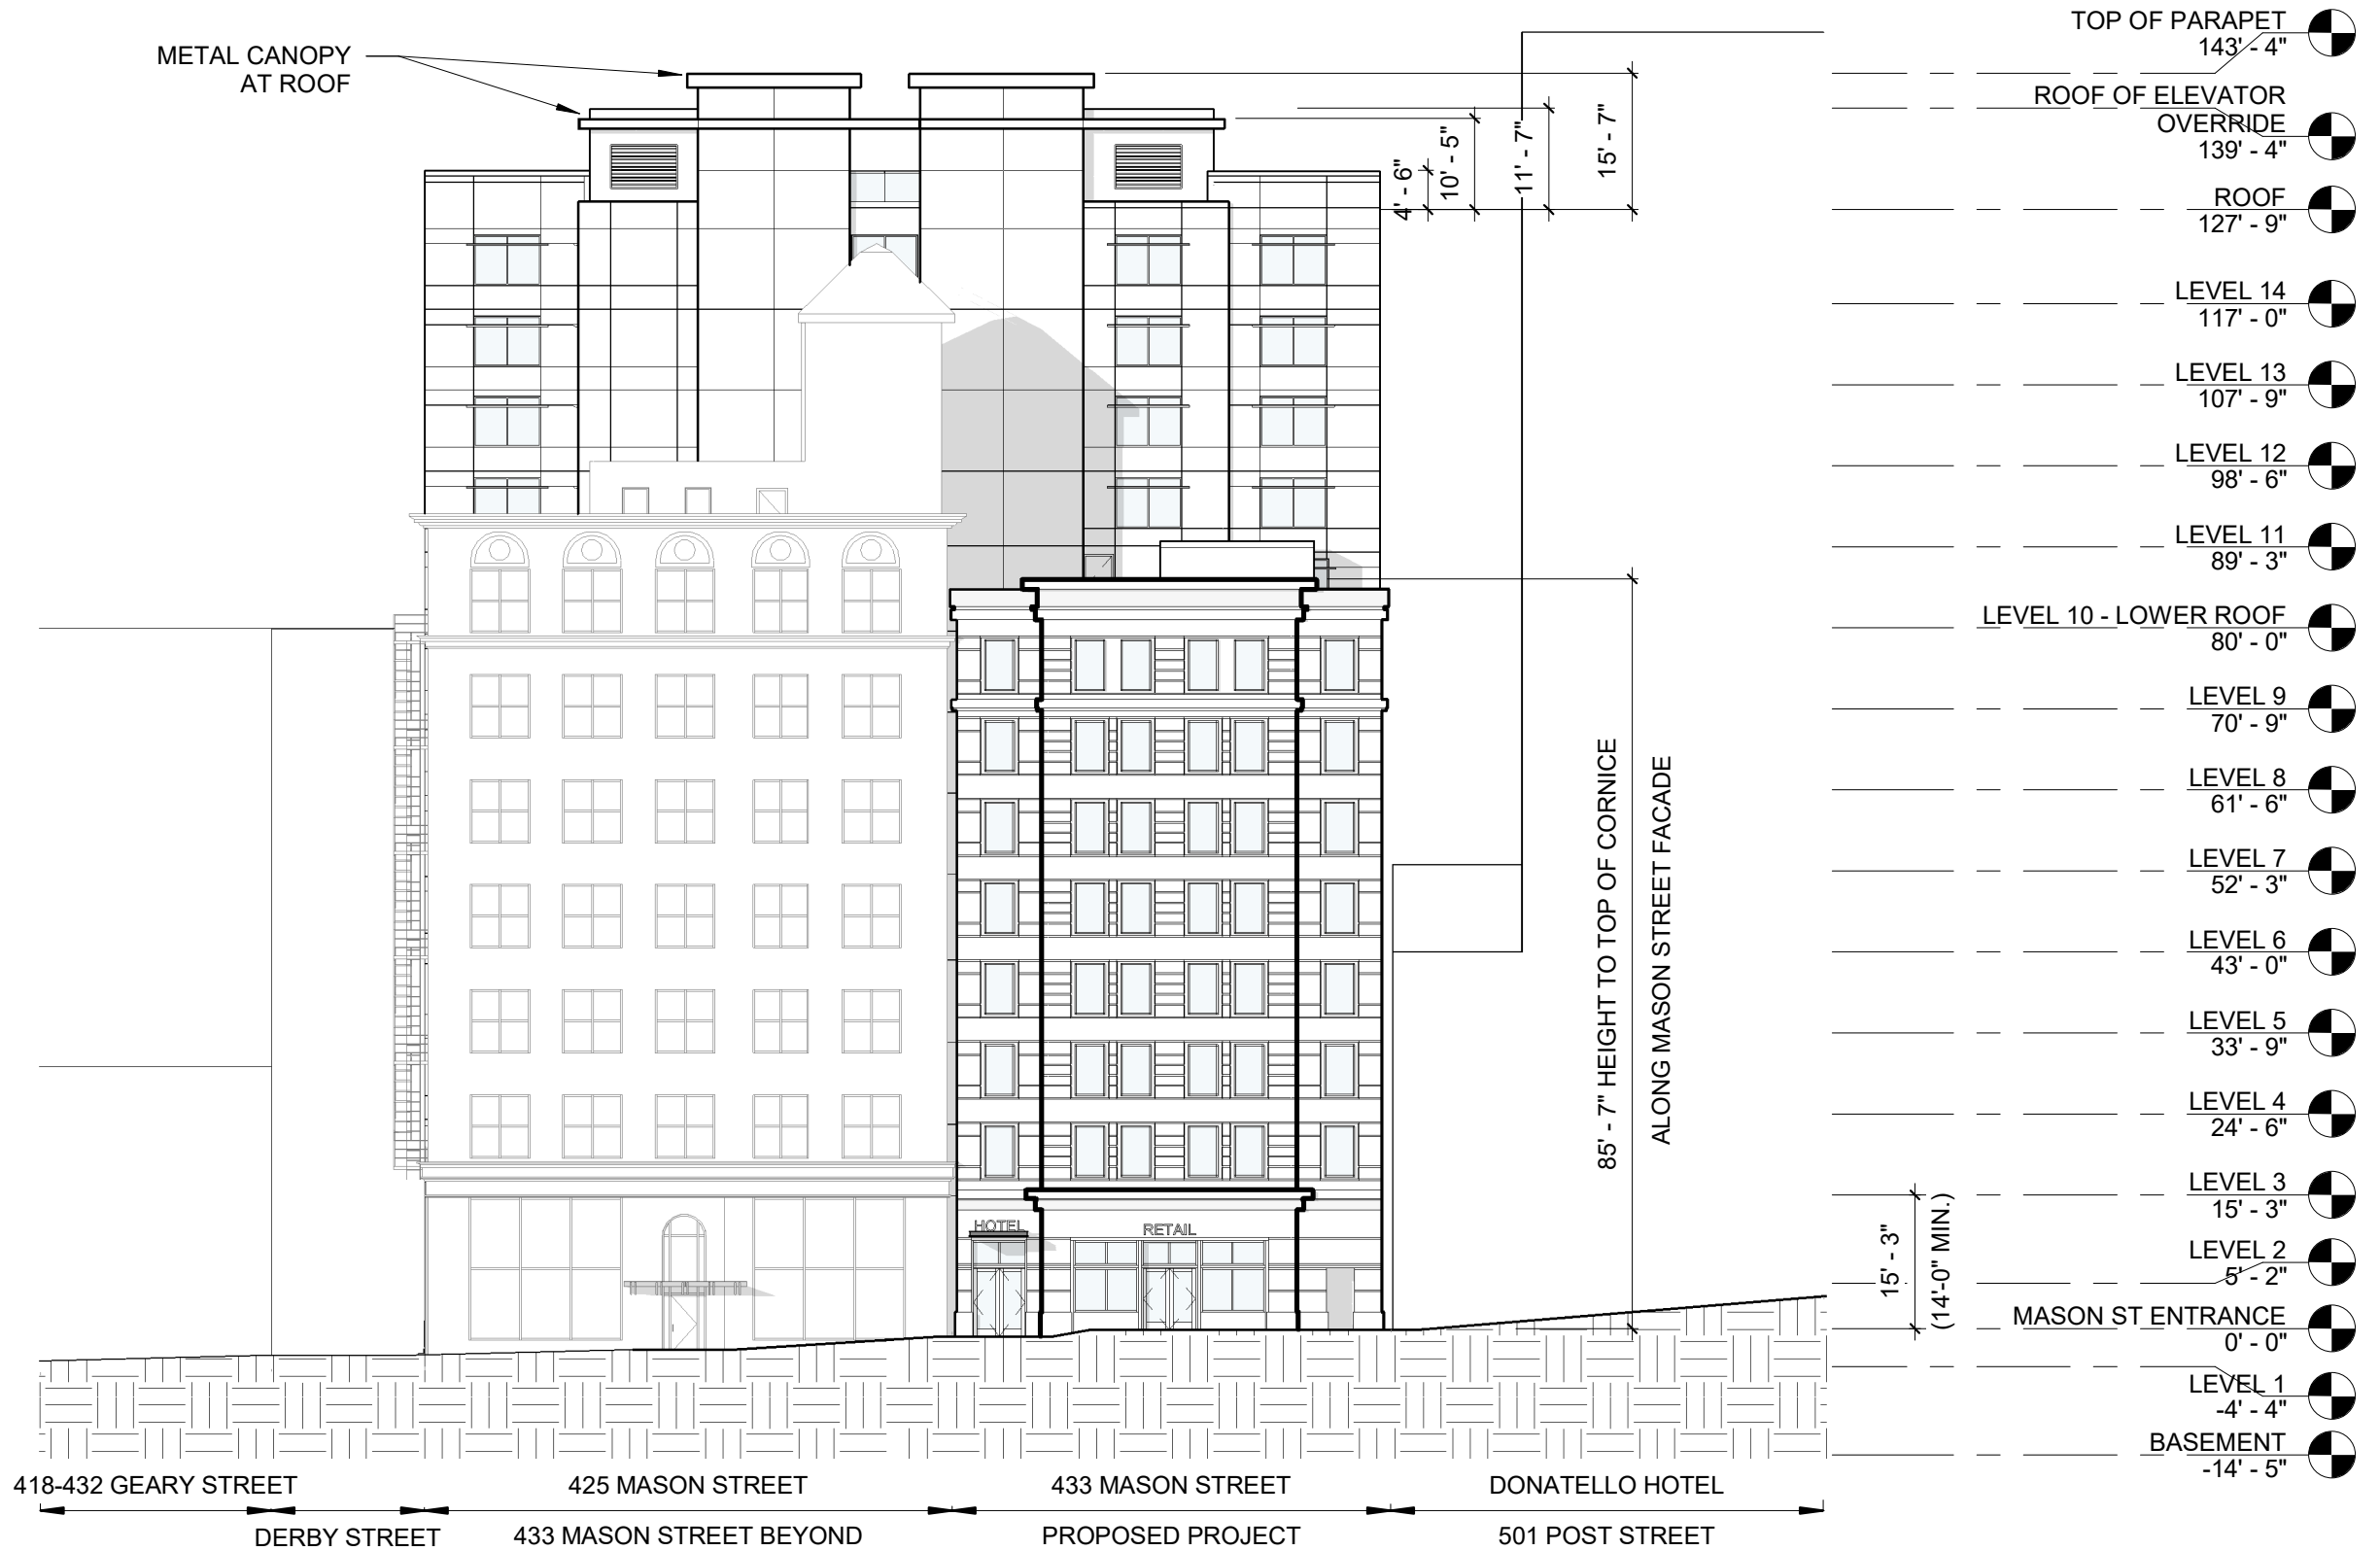 METAL CANOPY
AT ROOF
4' - 6"
10' - 5"
11' - 7"
15' - 7"
TOP OF PARAPET
143' - 4"
ROOF OF ELEVATOR
OVERRIDE
139' - 4"
ROOF
127' - 9"
LEVEL 14
117' - 0"
LEVEL 13
107' - 9"
LEVEL 12
98' - 6"
LEVEL 11
89' - 3"
LEVEL 10 - LOWER ROOF
80' - 0"
LEVEL 9
70' - 9"
LEVEL 8
61' - 6"
LEVEL 7
52' - 3"
LEVEL 6
43' - 0"
LEVEL 5
33' - 9"
LEVEL 4
24' - 6"
LEVEL 3
15' - 3"
LEVEL 2
5' - 2"
MASON ST ENTRANCE
0' - 0"
LEVEL 1
-4' - 4"
BASEMENT
-14' - 5"
85' - 7" HEIGHT TO TOP OF CORNICE
ALONG MASON STREET FACADE
15' - 3"
(14'-0" MIN.)
HOTEL
RETAIL
418-432 GEARY STREET
425 MASON STREET
433 MASON STREET
DONATELLO HOTEL
DERBY STREET
433 MASON STREET BEYOND
PROPOSED PROJECT
501 POST STREET